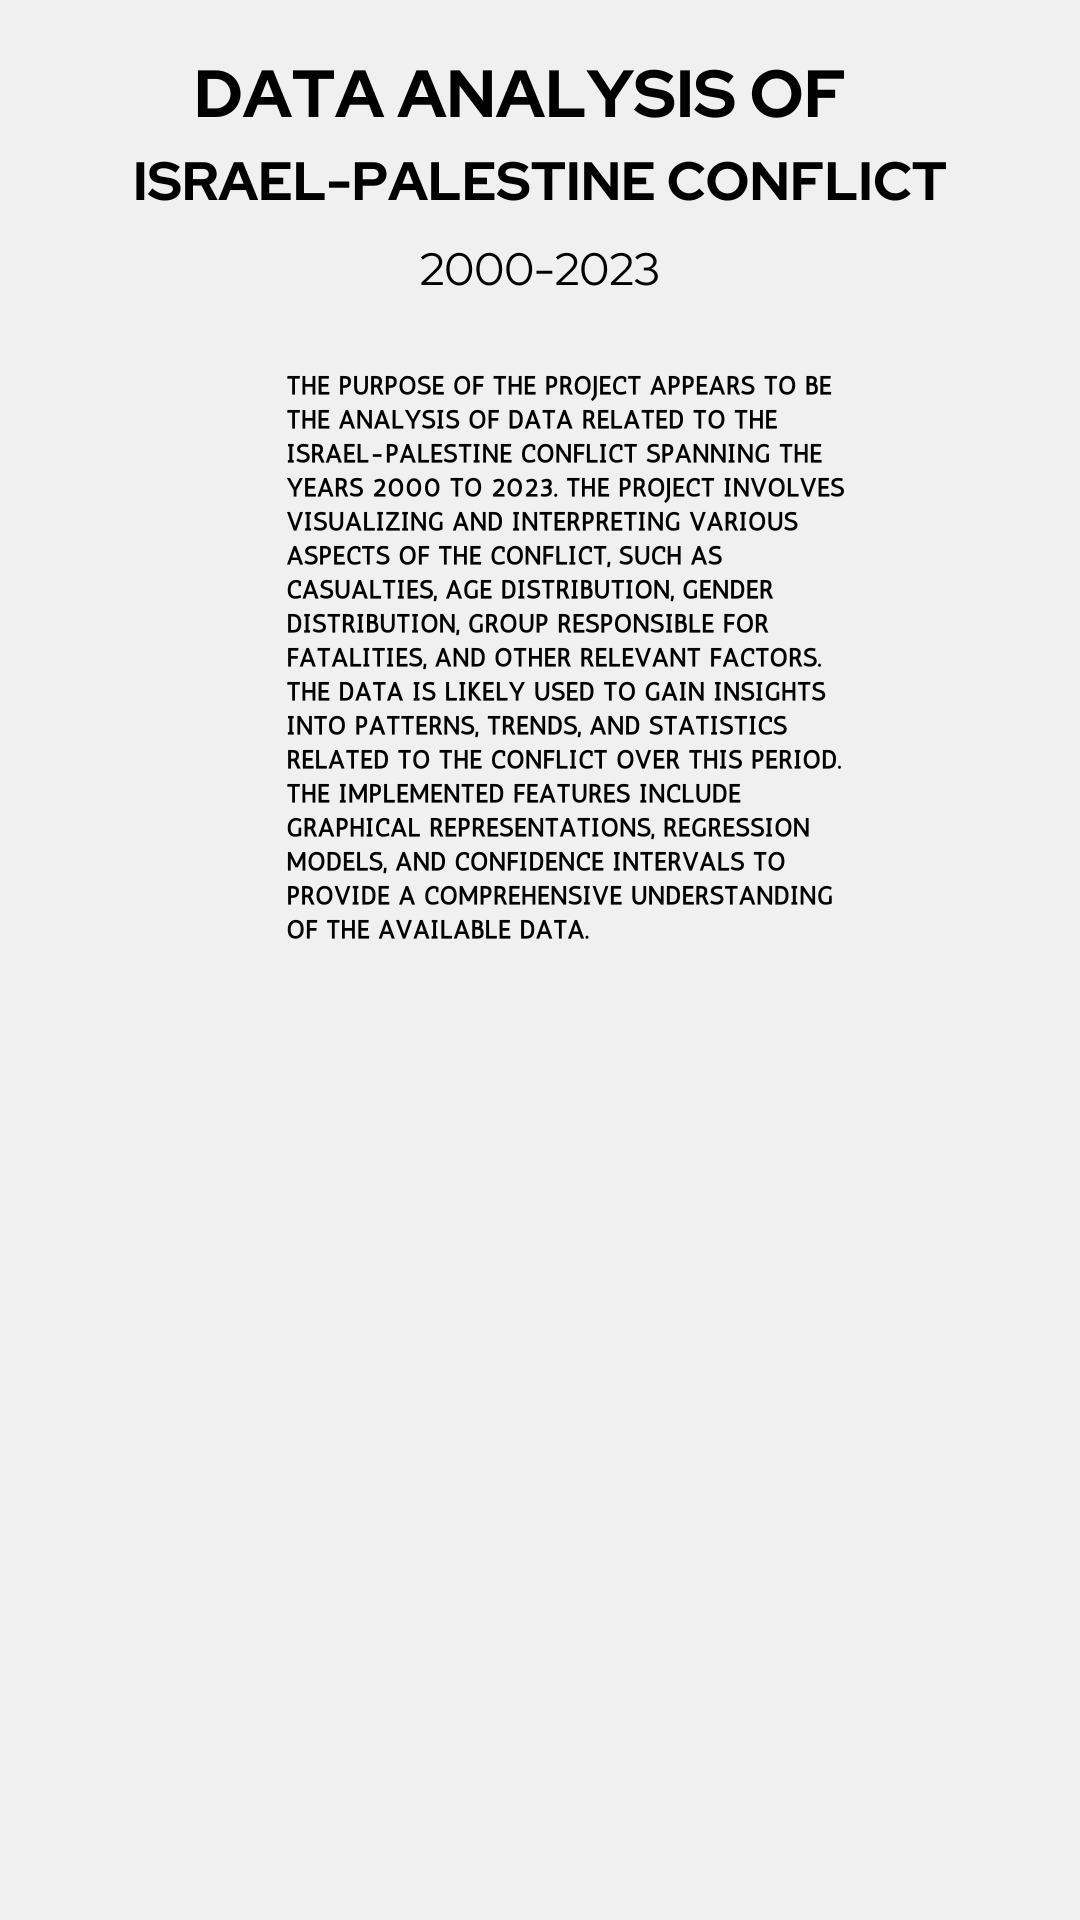 DATA ANALYSIS OF
ISRAEL-PALESTINE CONFLICT
2000-2023
THE PURPOSE OF THE PROJECT APPEARS TO BE
THE ANALYSIS OF DATA RELATED TO THE
ISRAEL-PALESTINE CONFLICT SPANNING THE
YEARS 2000 TO 2023. THE PROJECT INVOLVES
VISUALIZING AND INTERPRETING VARIOUS
ASPECTS OF THE CONFLICT, SUCH AS
CASUALTIES, AGE DISTRIBUTION, GENDER
DISTRIBUTION, GROUP RESPONSIBLE FOR
FATALITIES, AND OTHER RELEVANT FACTORS.
THE DATA IS LIKELY USED TO GAIN INSIGHTS
INTO PATTERNS, TRENDS, AND STATISTICS
RELATED TO THE CONFLICT OVER THIS PERIOD.
THE IMPLEMENTED FEATURES INCLUDE
GRAPHICAL REPRESENTATIONS, REGRESSION
MODELS, AND CONFIDENCE INTERVALS TO
PROVIDE A COMPREHENSIVE UNDERSTANDING
OF THE AVAILABLE DATA.